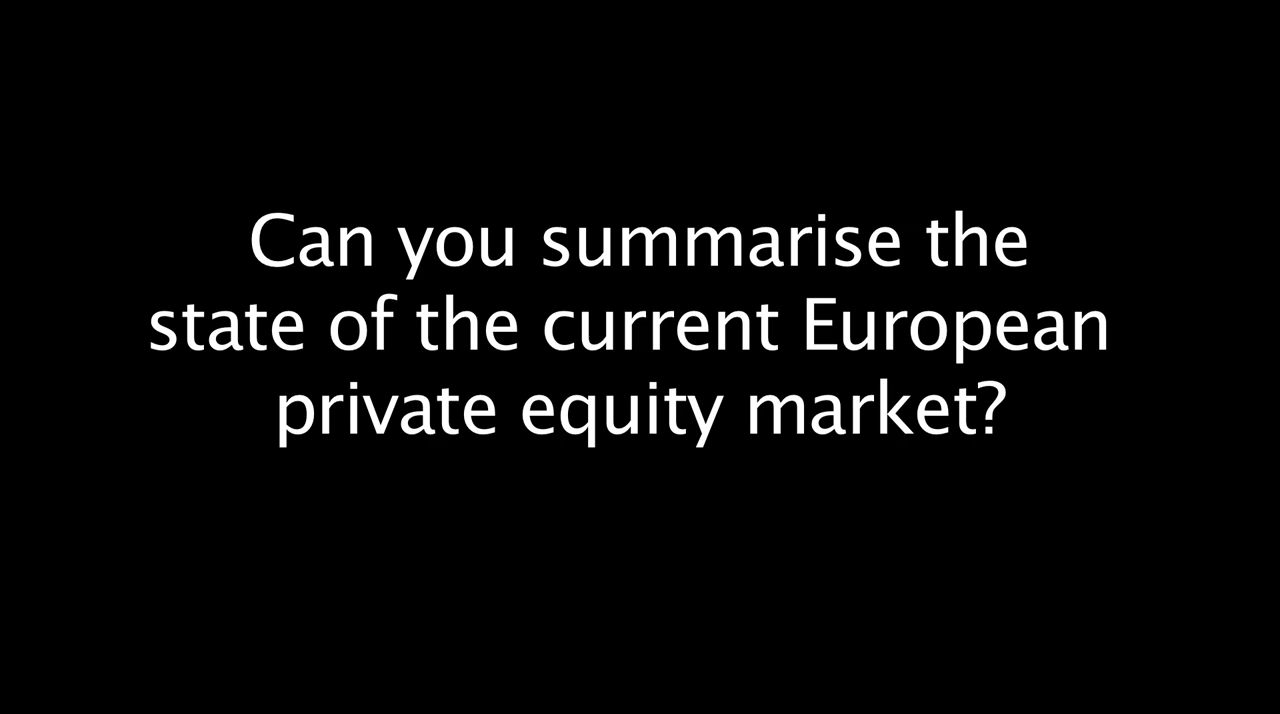 Can you summarise the
state of the current European
private equity market?